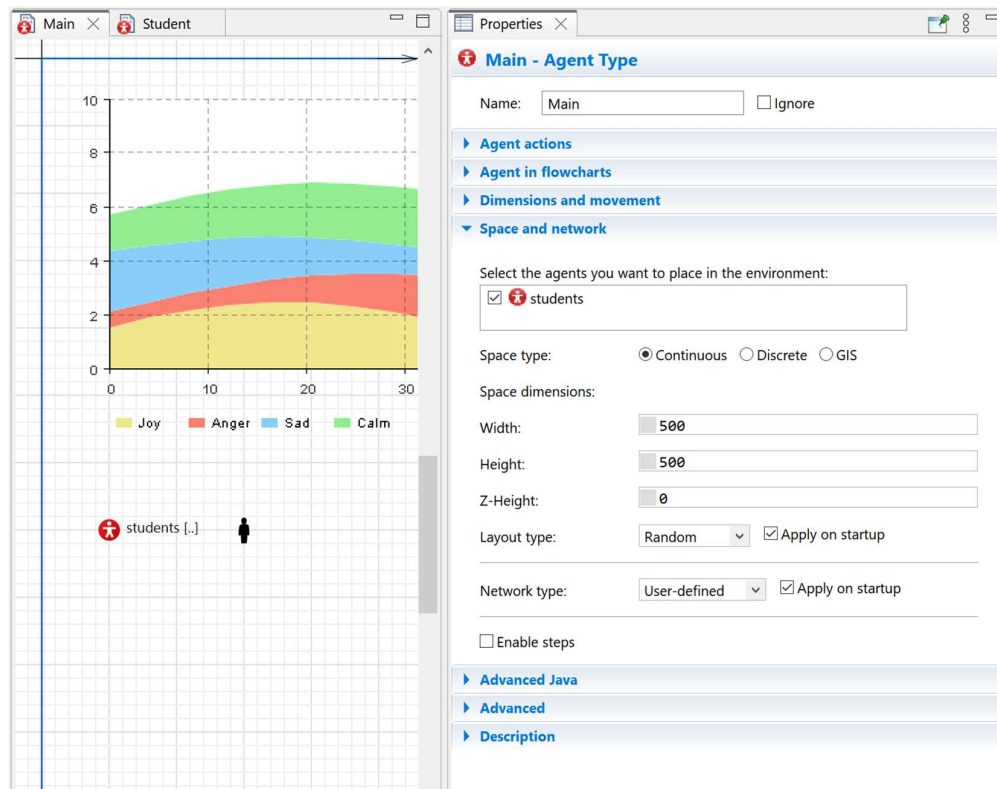 Main
Student
10
8
6
4
2
0
0 10 20 30
Joy Anger Sad Calm
students [..]
Properties
Main - Agent Type
Name: Main Ignore
Agent actions
Agent in flowcharts
Dimensions and movement
Space and network
Select the agents you want to place in the environment:
students
Space type: Continuous Discrete GIS
Space dimensions:
Width: 500
Height: 500
Z-Height: 0
Layout type: Random Apply on startup
Network type: User-defined Apply on startup
Enable steps
Advanced Java
Advanced
Description